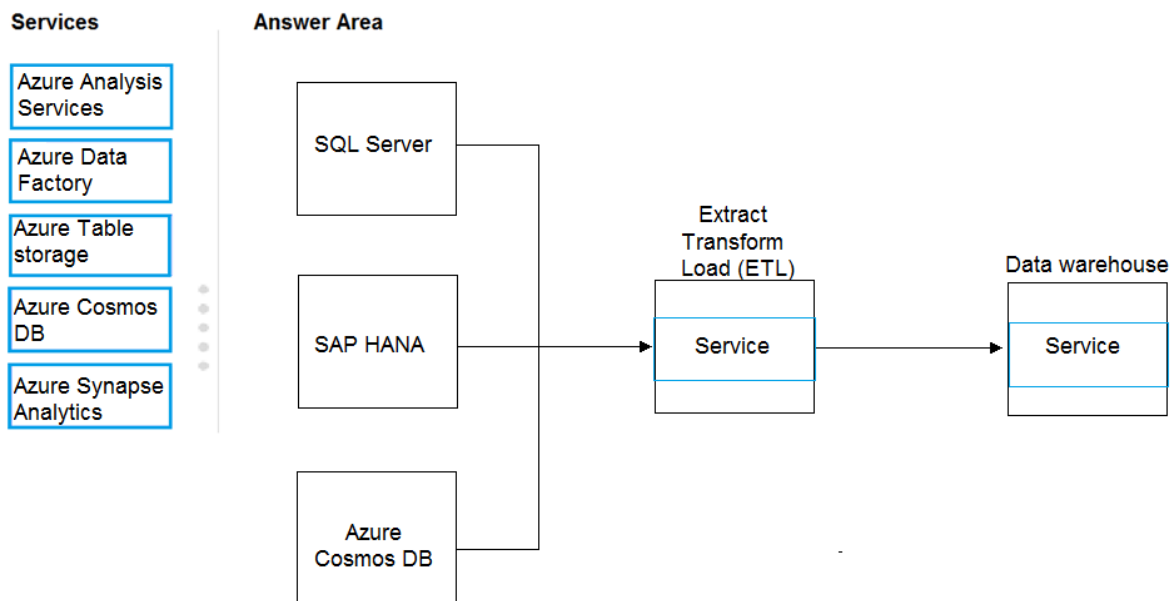 Services
Answer Area
Azure Analysis
Services
Azure Data
Factory
Azure Table
storage
Azure Cosmos
DB
Azure Synapse
Analytics
SQL Server
SAP HANA
Azure
Cosmos DB
Extract
Transform
Load (ETL)
Service
Data warehouse
Service
-